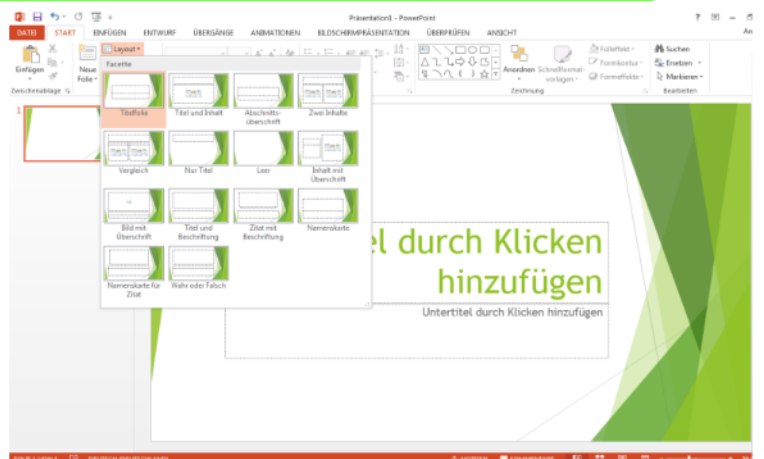 Präsentation1 - PowerPoint
DATEI START EINFÜGEN ENTWURF ÜBERGÄNGE ANIMATIONEN BILDSCHIRMPRÄSENTATION ÜBERPRÜFEN ANSICHT An
Einfügen
Zwischenablage
Neue
Folie
Layout
Anordnen
Schnellformat-
vorlagen
Fülleffekt
Formkontur
Formeffekte
Zeichnung
Suchen
Ersetzen
Markieren
Bearbeiten
1
Facette
Titelfolie
Titel und Inhalt
Abschnitts-
überschrift
Zwei Inhalte
Vergleich
Nur Titel
Leer
Inhalt mit
Überschrift
Bild mit
Überschrift
Titel und
Beschriftung
Zitat mit
Beschriftung
Namenskarte
Namenskarte für
Zitat
Wahr oder Falsch
el durch Klicken
hinzufügen
Untertitel durch Klicken hinzufügen